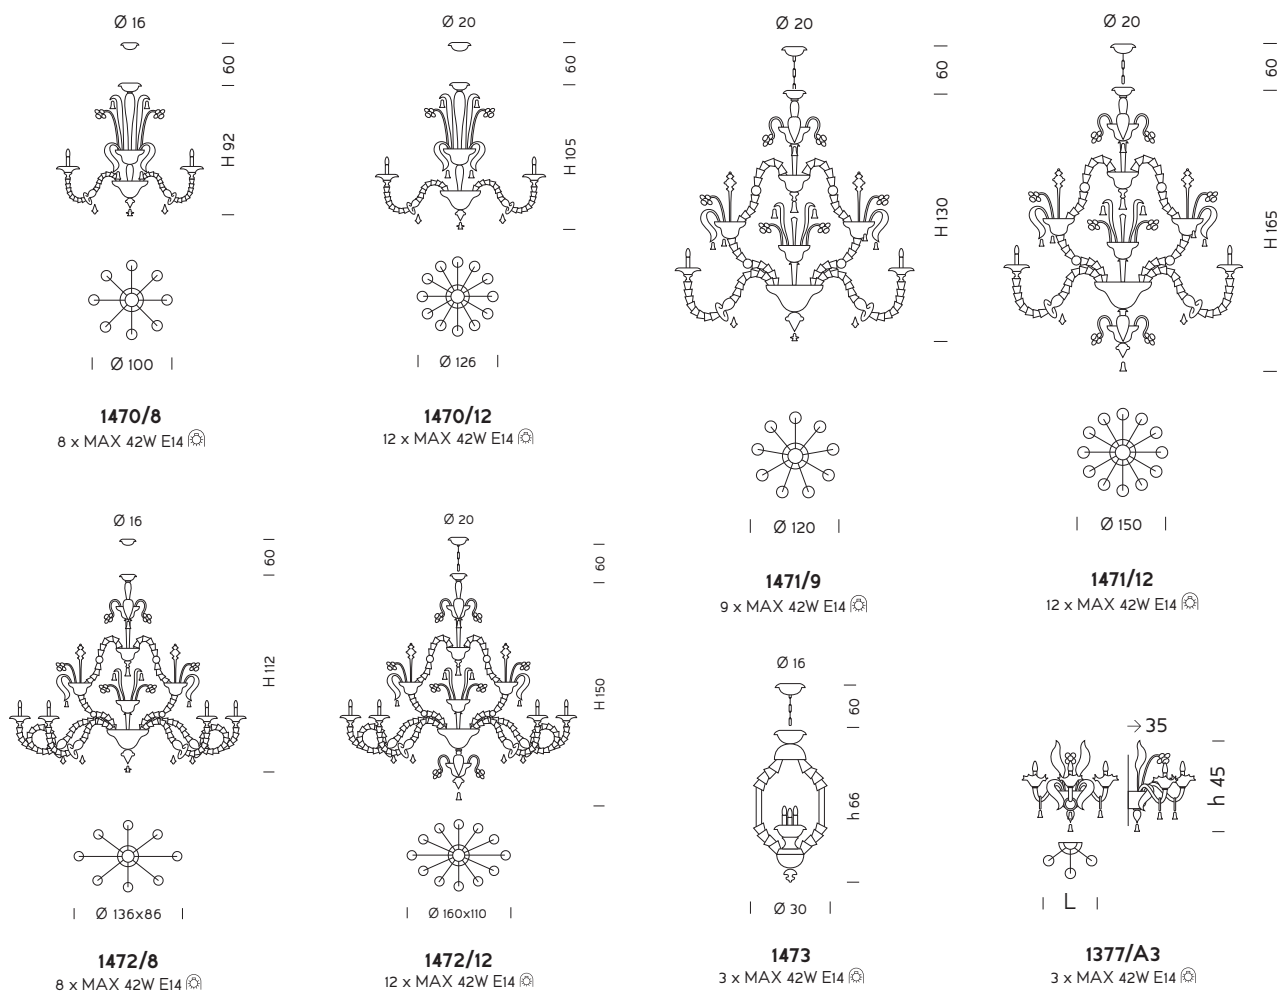 Ø 16
60
H 92
Ø 100
1470/8
8 x MAX 42W E14
Ø 20
60
H 105
Ø 126
1470/12
12 x MAX 42W E14
Ø 20
60
H 130
Ø 120
1471/9
9 x MAX 42W E14
Ø 20
60
H 165
Ø 150
1471/12
12 x MAX 42W E14
Ø 16
60
H 112
Ø 136x86
1472/8
8 x MAX 42W E14
Ø 20
60
H 150
Ø 160x110
1472/12
12 x MAX 42W E14
Ø 16
60
h 66
Ø 30
1473
3 x MAX 42W E14
→ 35
h 45
L
1377/A3
3 x MAX 42W E14